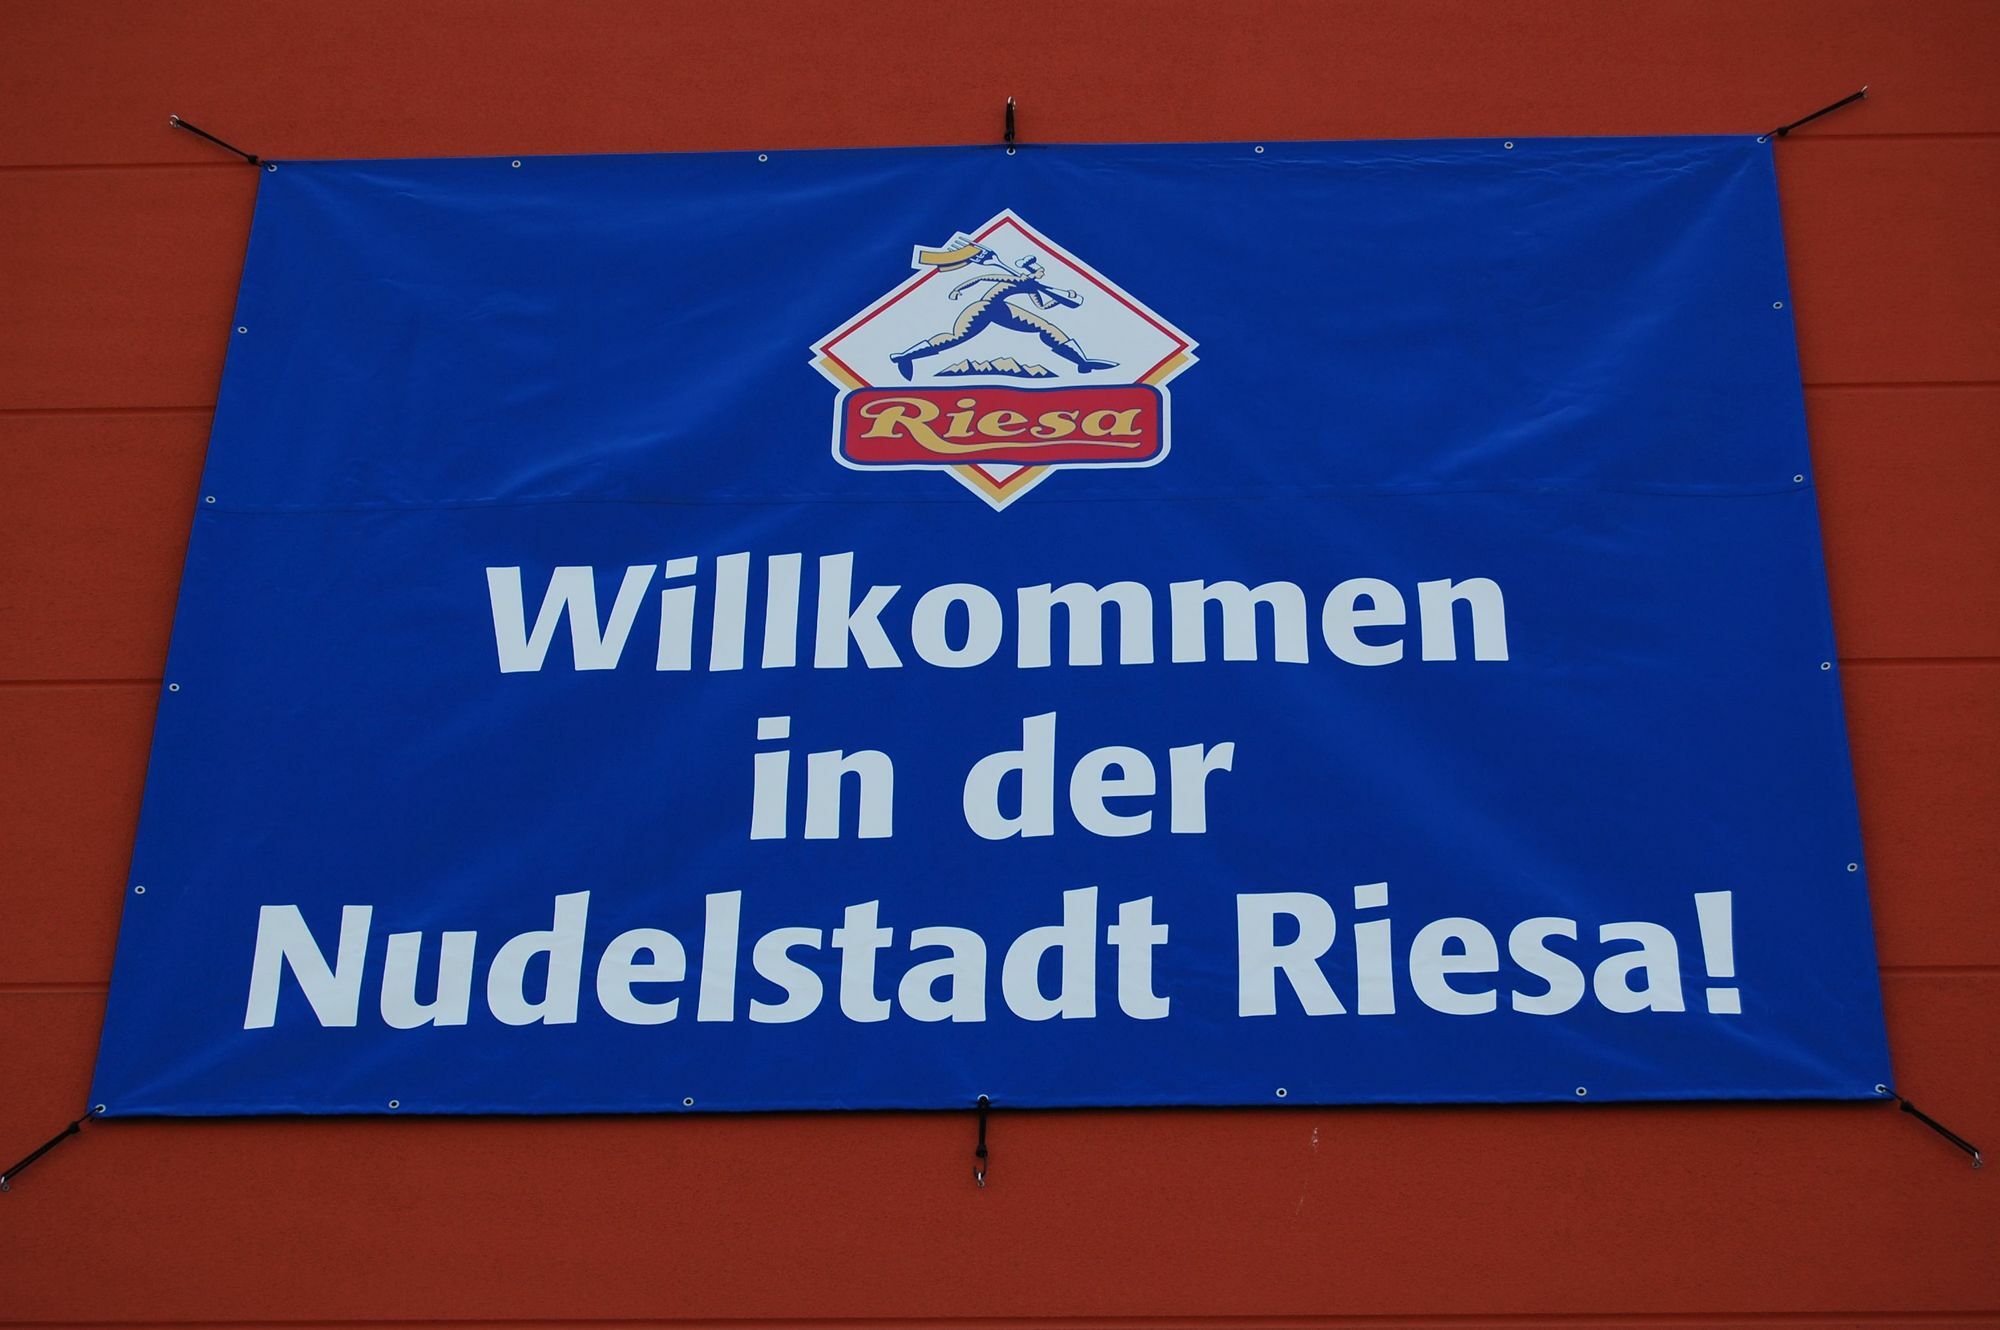 Riesa
Willkommen
in der
Nudelstadt Riesa!